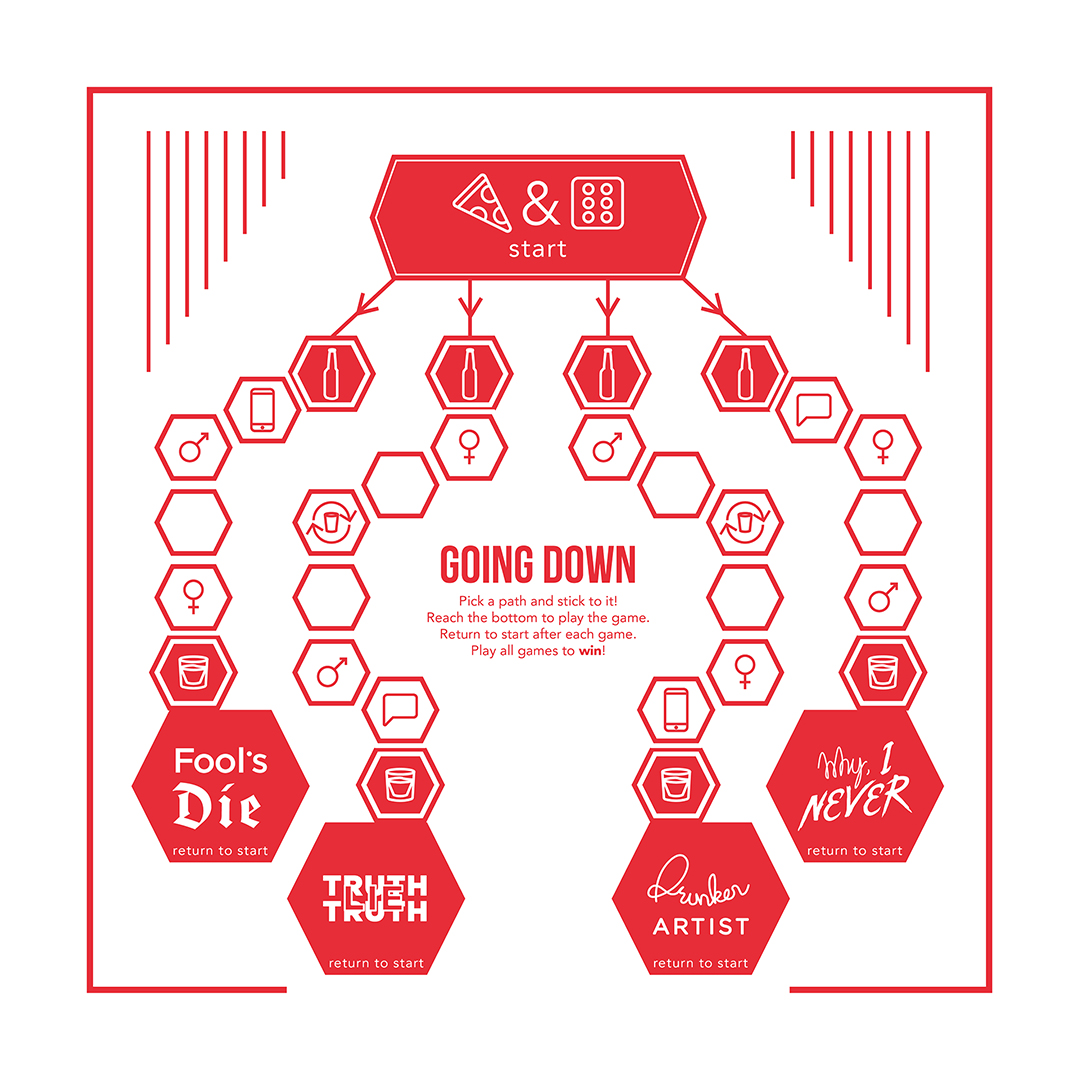 &
start
GOING DOWN
Pick a path and stick to it!
Reach the bottom to play the game.
Return to start after each game.
Play all games to win!
Fool's
Die
return to start
TRUTH
LIE
TRUTH
return to start
Drunker
ARTIST
return to start
Why, I
NEVER
return to start